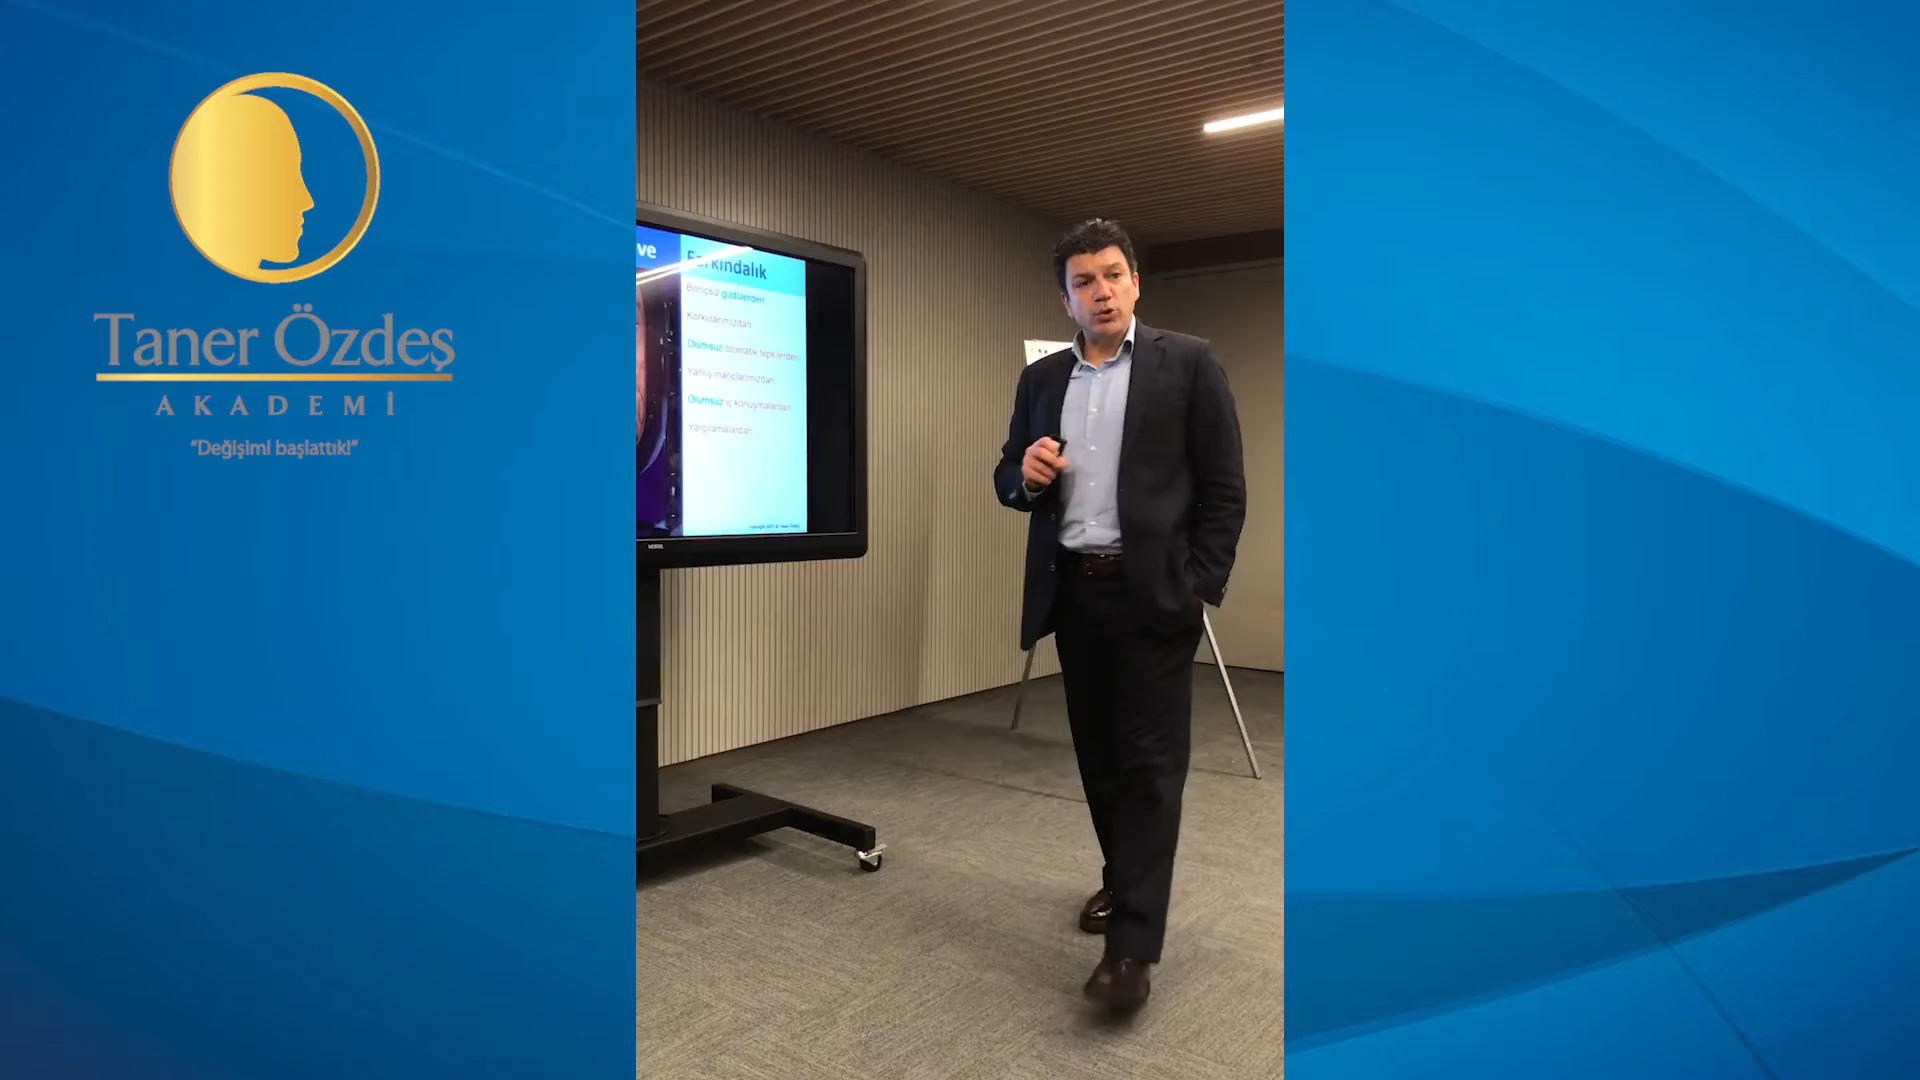 Taner Özdeş
AKADEMİ
"Değişimi başlattık!"
ve
Farkındalık
Bilinçsiz güdülerden
Korkularımızdan
Olumsuz otomatik tepkilerden
Yanlış inançlarımızdan
Olumsuz iç konuşmalardan
Yargılamalardan
VESTEL